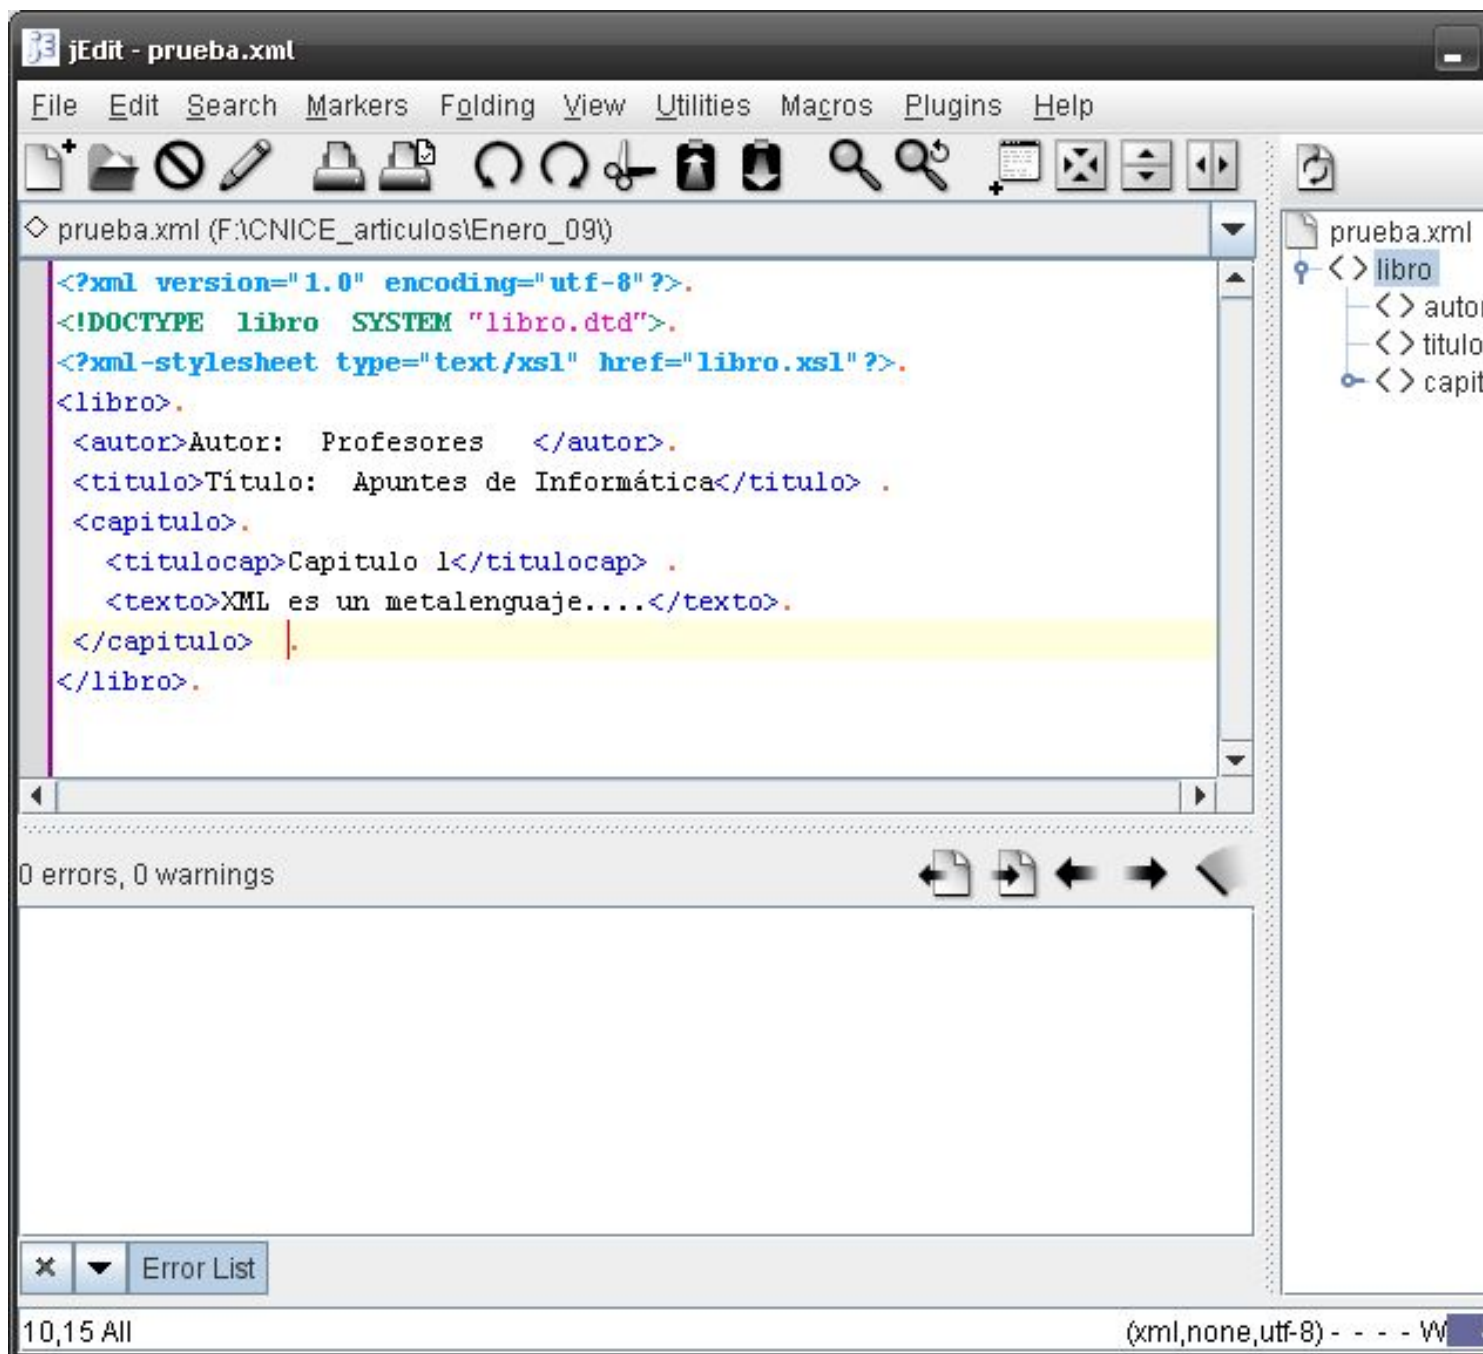 jEdit - prueba.xml
File Edit Search Markers Folding View Utilities Macros Plugins Help
prueba.xml (F:\CNICE_articulos\Enero_09\)
<?xml version="1.0" encoding="utf-8"?>.
<!DOCTYPE libro SYSTEM "libro.dtd">.
<?xml-stylesheet type="text/xsl" href="libro.xsl"?>.
<libro>.
<autor>Autor: Profesores </autor>.
<titulo>Título: Apuntes de Informática</titulo> .
<capitulo>.
<titulocap>Capitulo 1</titulocap> .
<texto>XML es un metalenguaje....</texto>.
</capitulo> .
</libro>.
0 errors, 0 warnings
Error List
10,15 All
(xml,none,utf-8) - - - - W
prueba.xml
<> libro
<> autor
<> titulo
<> capit